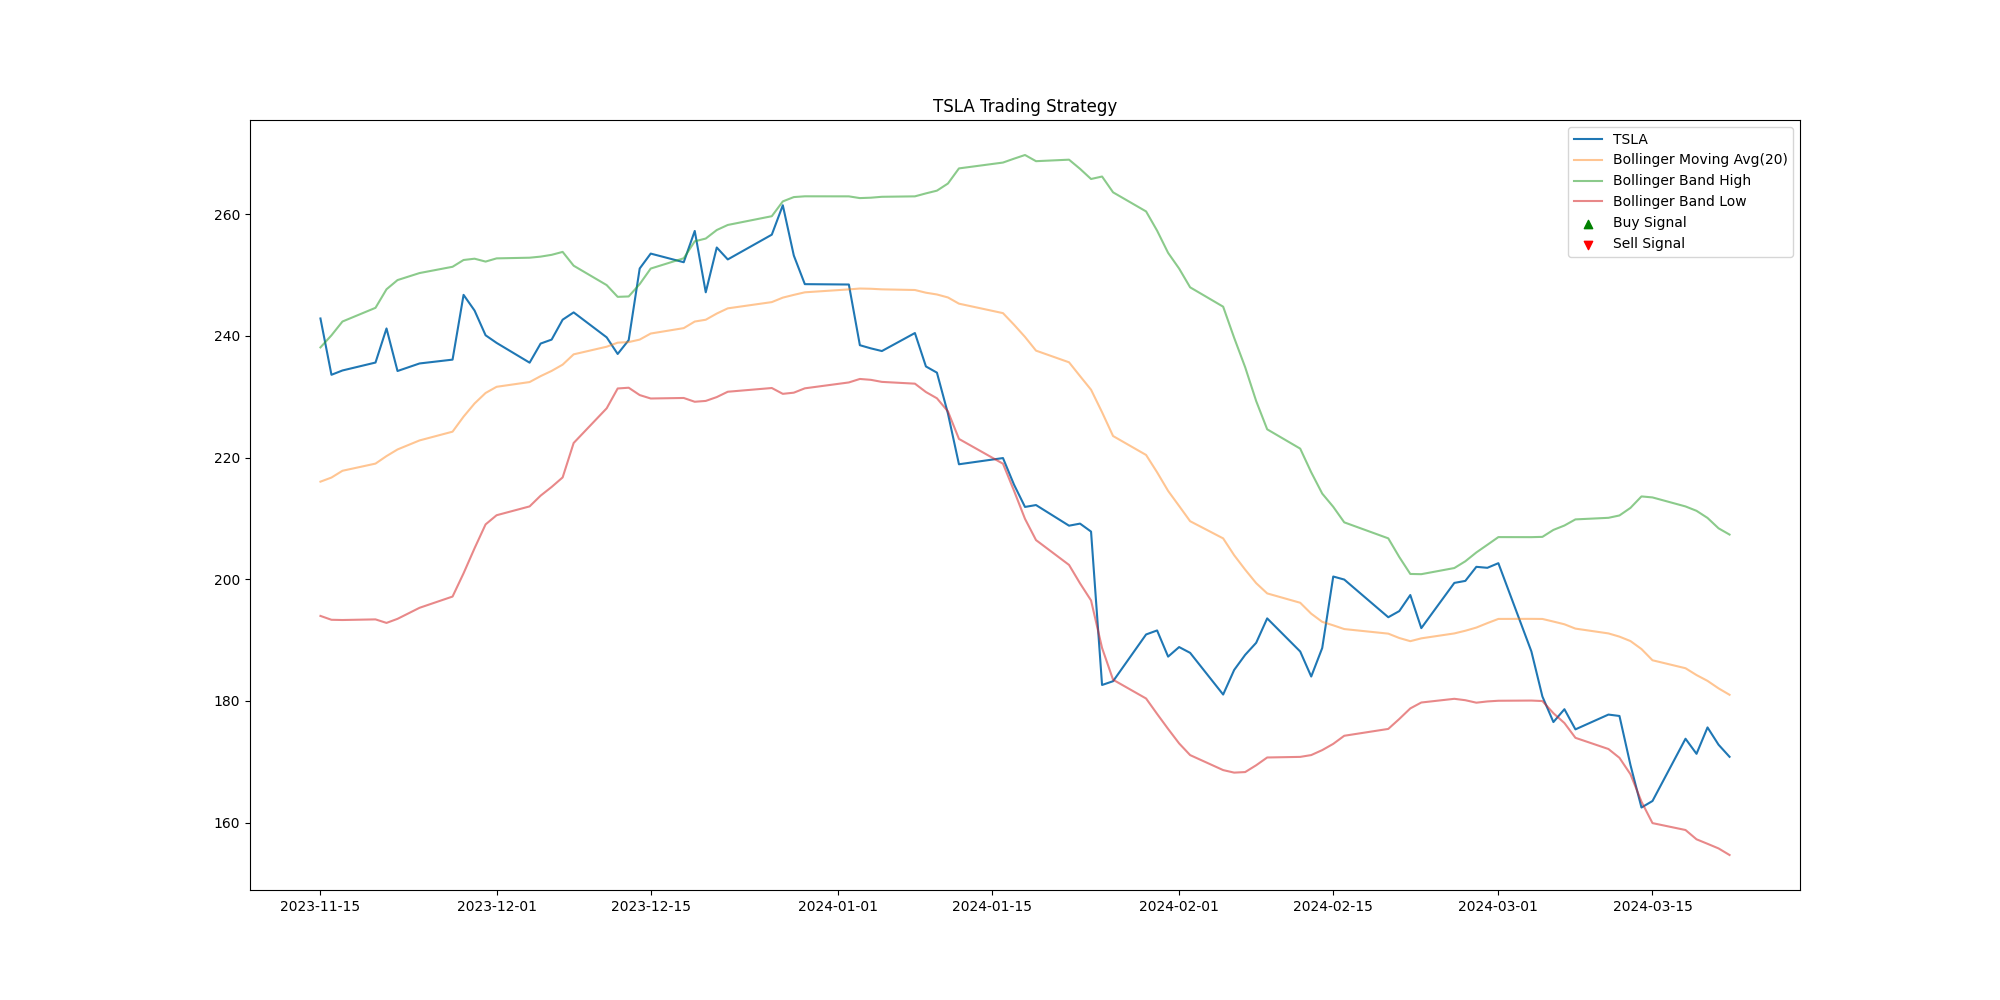 TSLA Trading Strategy
TSLA
Bollinger Moving Avg(20)
Bollinger Band High
Bollinger Band Low
Buy Signal
Sell Signal
260
240
220
200
180
160
2023-11-15 2023-12-01 2023-12-15 2024-01-01 2024-01-15 2024-02-01 2024-02-15 2024-03-01 2024-03-15